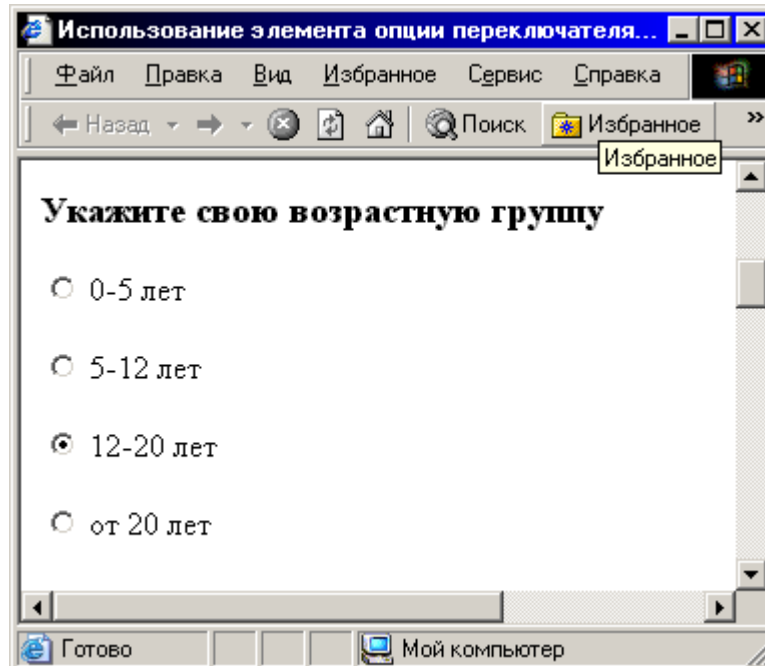 Использование элемента опции переключателя...
Файл Правка Вид Избранное Сервис Справка
Назад Поиск Избранное »
Избранное
Укажите свою возрастную группу
0-5 лет
5-12 лет
12-20 лет
от 20 лет
Готово Мой компьютер